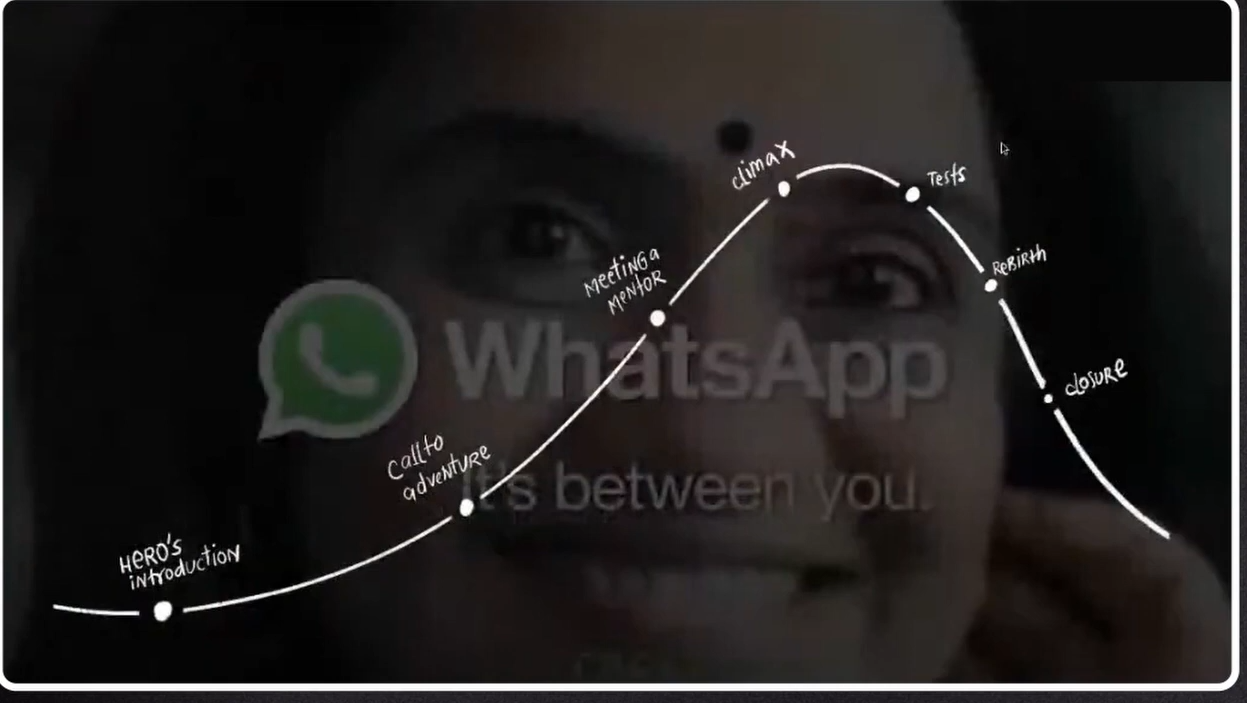 climax
Tests
Meeting a
Mentor
ReBirth
WhatsApp
closure
call to
adventure
It's between you.
HERO's
introduction